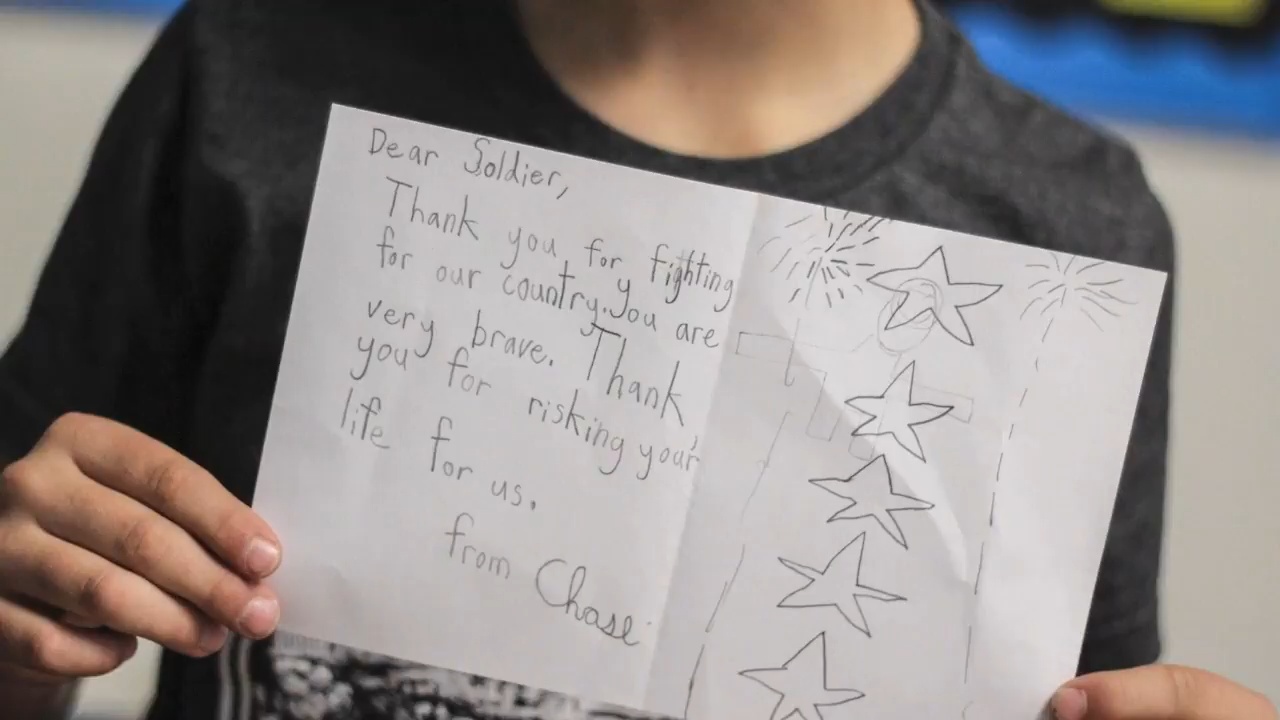 Dear Soldier,
Thank you for fighting
for our country. you are
very brave. Thank
you for risking your
life for us.
from Chase